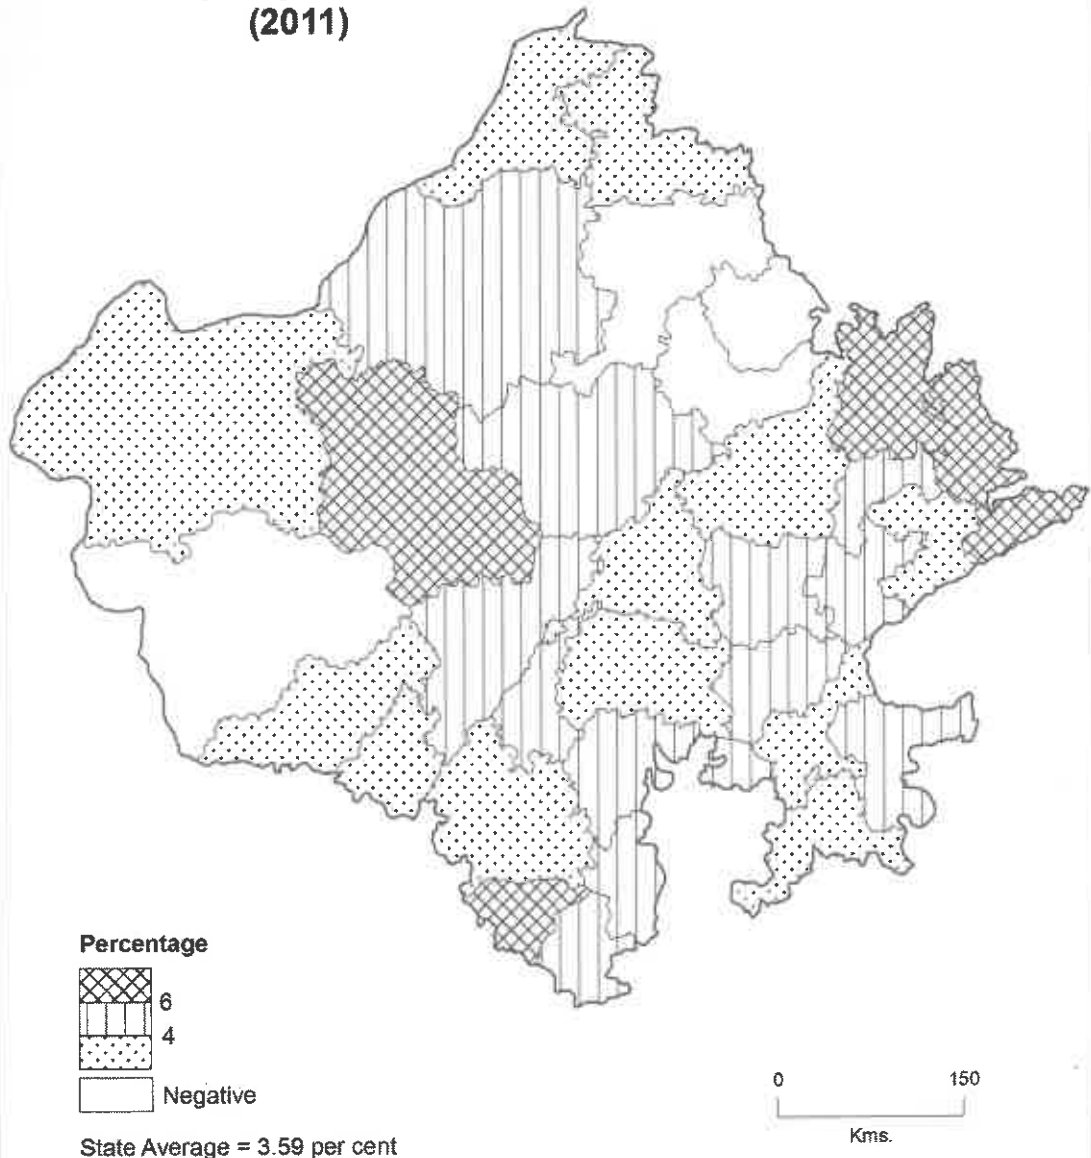 (2011)
Percentage
6
4
Negative
State Average = 3.59 per cent
0 150
Kms.